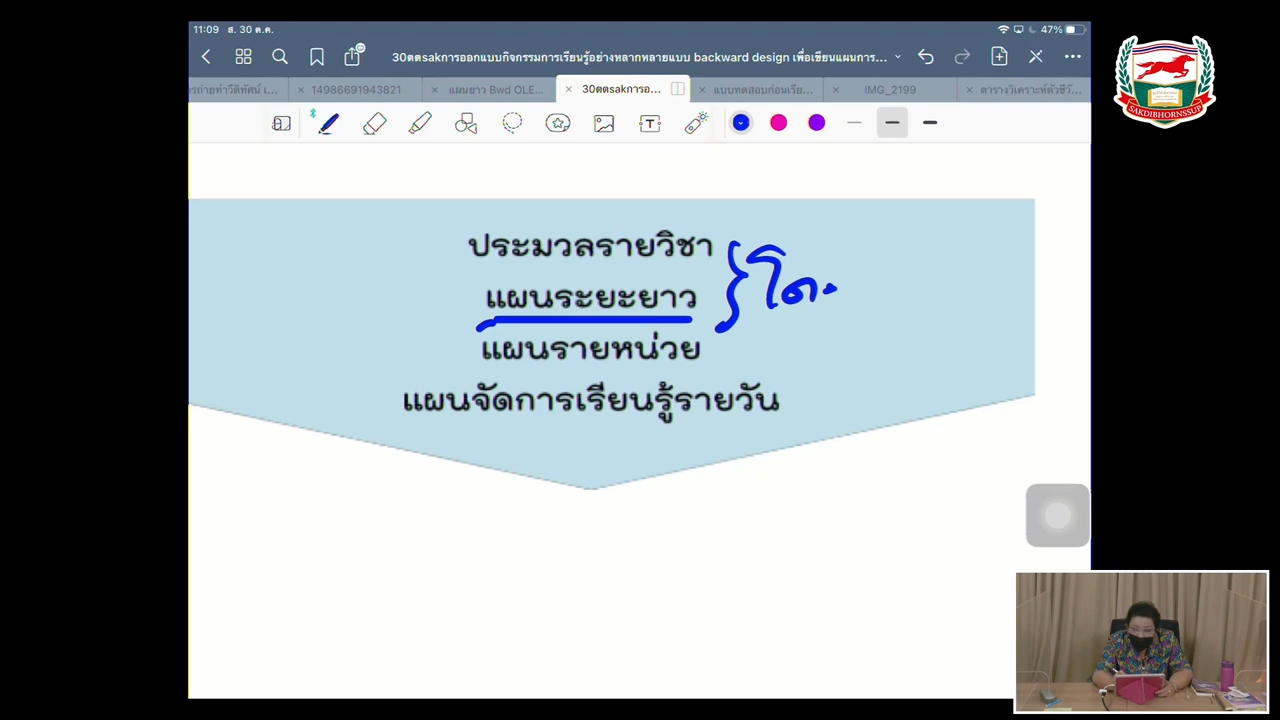 11:09 ส. 30 ต.ค.
47%
30ตตsakการออกแบบกิจกรรมการเรียนรู้อย่างหลากหลายแบบ backward design เพื่อเขียนแผนการ...
14986691943821
แผนยาว Bwd OLE...
30ตตsakการอ...
แบบทดสอบก่อนเรีย...
IMG_2199
ตารางวิเคราะห์ตัวชี้วั...
SAKDIBHORNSSUP
ประมวลรายวิชา
แผนระยะยาว
แผนรายหน่วย
แผนจัดการเรียนรู้รายวัน